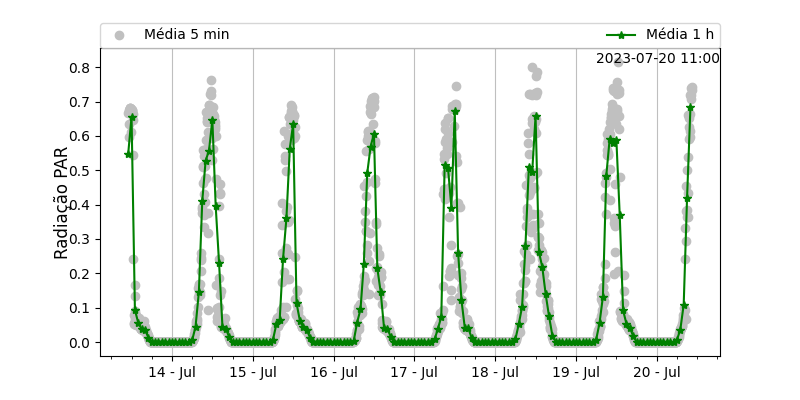 Média 5 min
Média 1 h
2023-07-20 11:00
Radiação PAR
0.8
0.7
0.6
0.5
0.4
0.3
0.2
0.1
0.0
14 - Jul
15 - Jul
16 - Jul
17 - Jul
18 - Jul
19 - Jul
20 - Jul